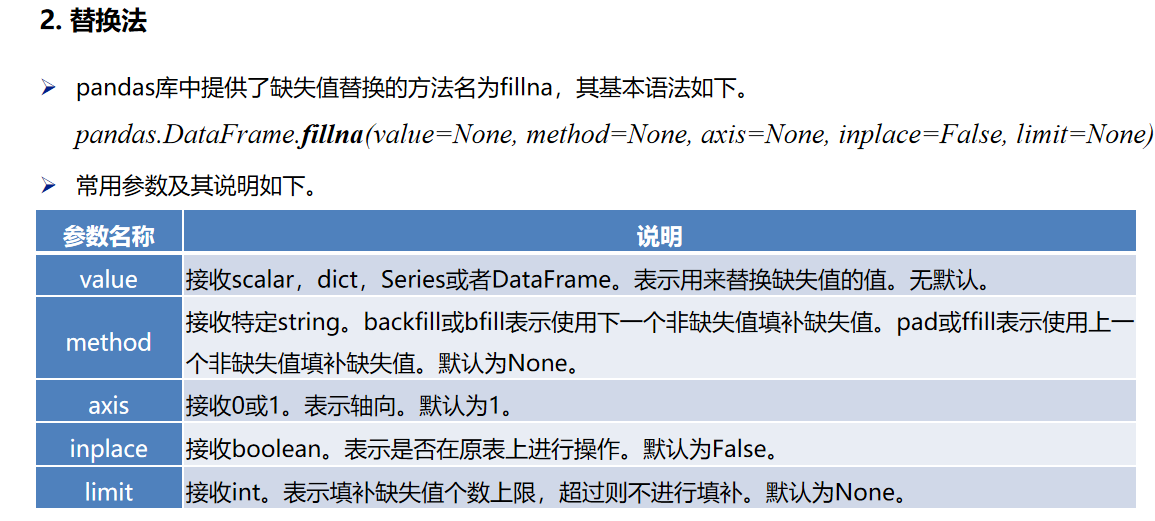 2. 替换法
➢ pandas库中提供了缺失值替换的方法名为fillna，其基本语法如下。
pandas.DataFrame.fillna(value=None, method=None, axis=None, inplace=False, limit=None)
➢ 常用参数及其说明如下。
参数名称 说明
value 接收scalar，dict，Series或者DataFrame。表示用来替换缺失值的值。无默认。
method 接收特定string。backfill或bfill表示使用下一个非缺失值填补缺失值。pad或ffill表示使用上一
个非缺失值填补缺失值。默认为None。
axis 接收0或1。表示轴向。默认为1。
inplace 接收boolean。表示是否在原表上进行操作。默认为False。
limit 接收int。表示填补缺失值个数上限，超过则不进行填补。默认为None。